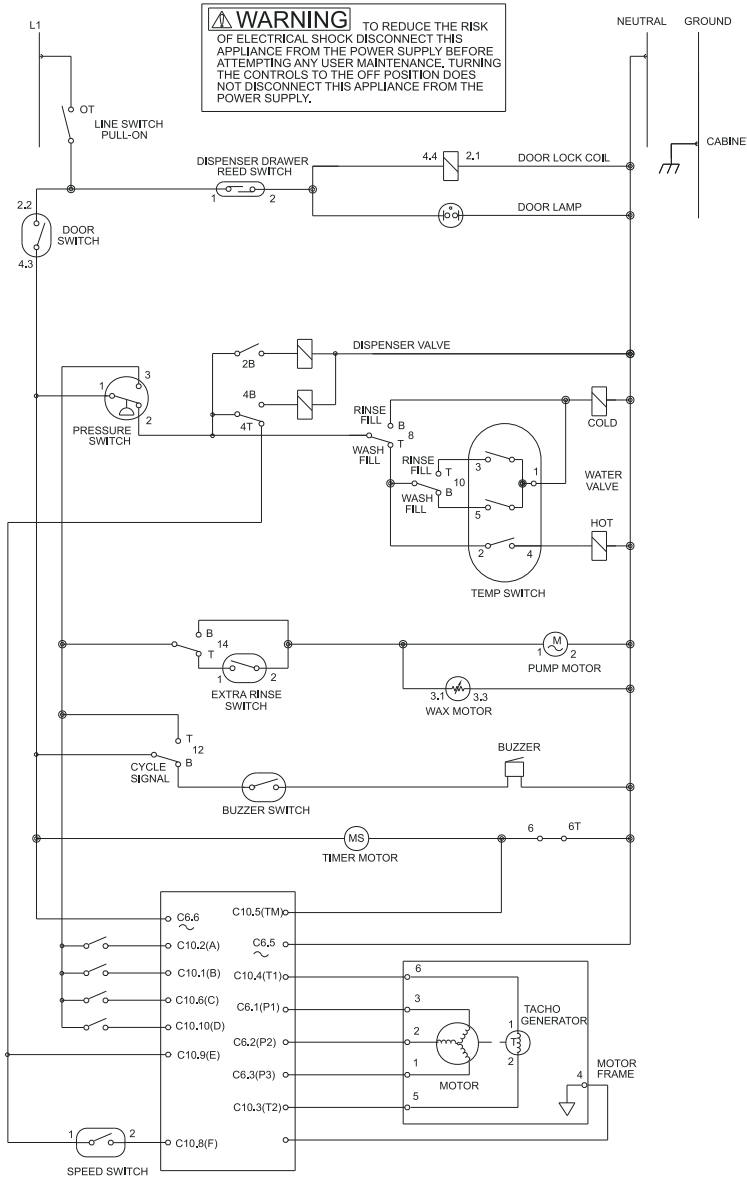 L1
WARNING TO REDUCE THE RISK
OF ELECTRICAL SHOCK DISCONNECT THIS
APPLIANCE FROM THE POWER SUPPLY BEFORE
ATTEMPTING ANY USER MAINTENANCE. TURNING
THE CONTROLS TO THE OFF POSITION DOES
NOT DISCONNECT THIS APPLIANCE FROM THE
POWER SUPPLY.
NEUTRAL GROUND
OT
LINE SWITCH
PULL-ON
CABINE
DISPENSER DRAWER
REED SWITCH
1 2
4.4 2.1
DOOR LOCK COIL
DOOR LAMP
2.2
DOOR
SWITCH
4.3
DISPENSER VALVE
2B
4B
4T
3
1
2
PRESSURE
SWITCH
RINSE
FILL
B
8
T
WASH
FILL
COLD
RINSE
FILL
T
10
B
WASH
FILL
3
1
5
2 4
WATER
VALVE
HOT
TEMP SWITCH
B
14
T
1 2
EXTRA RINSE
SWITCH
M
1 2
PUMP MOTOR
3.1 3.3
WAX MOTOR
T
12
B
CYCLE
SIGNAL
BUZZER
BUZZER SWITCH
MS
TIMER MOTOR
6 6T
C6.6
C10.2(A)
C10.1(B)
C10.6(C)
C10.10(D)
C10.9(E)
C10.8(F)
C10.5(TM)
C6.5
C10.4(T1)
C6.1(P1)
C6.2(P2)
C6.3(P3)
C10.3(T2)
6
3
2
1
5
MOTOR
TACHO
GENERATOR
1
T
2
4
MOTOR
FRAME
1 2
SPEED SWITCH